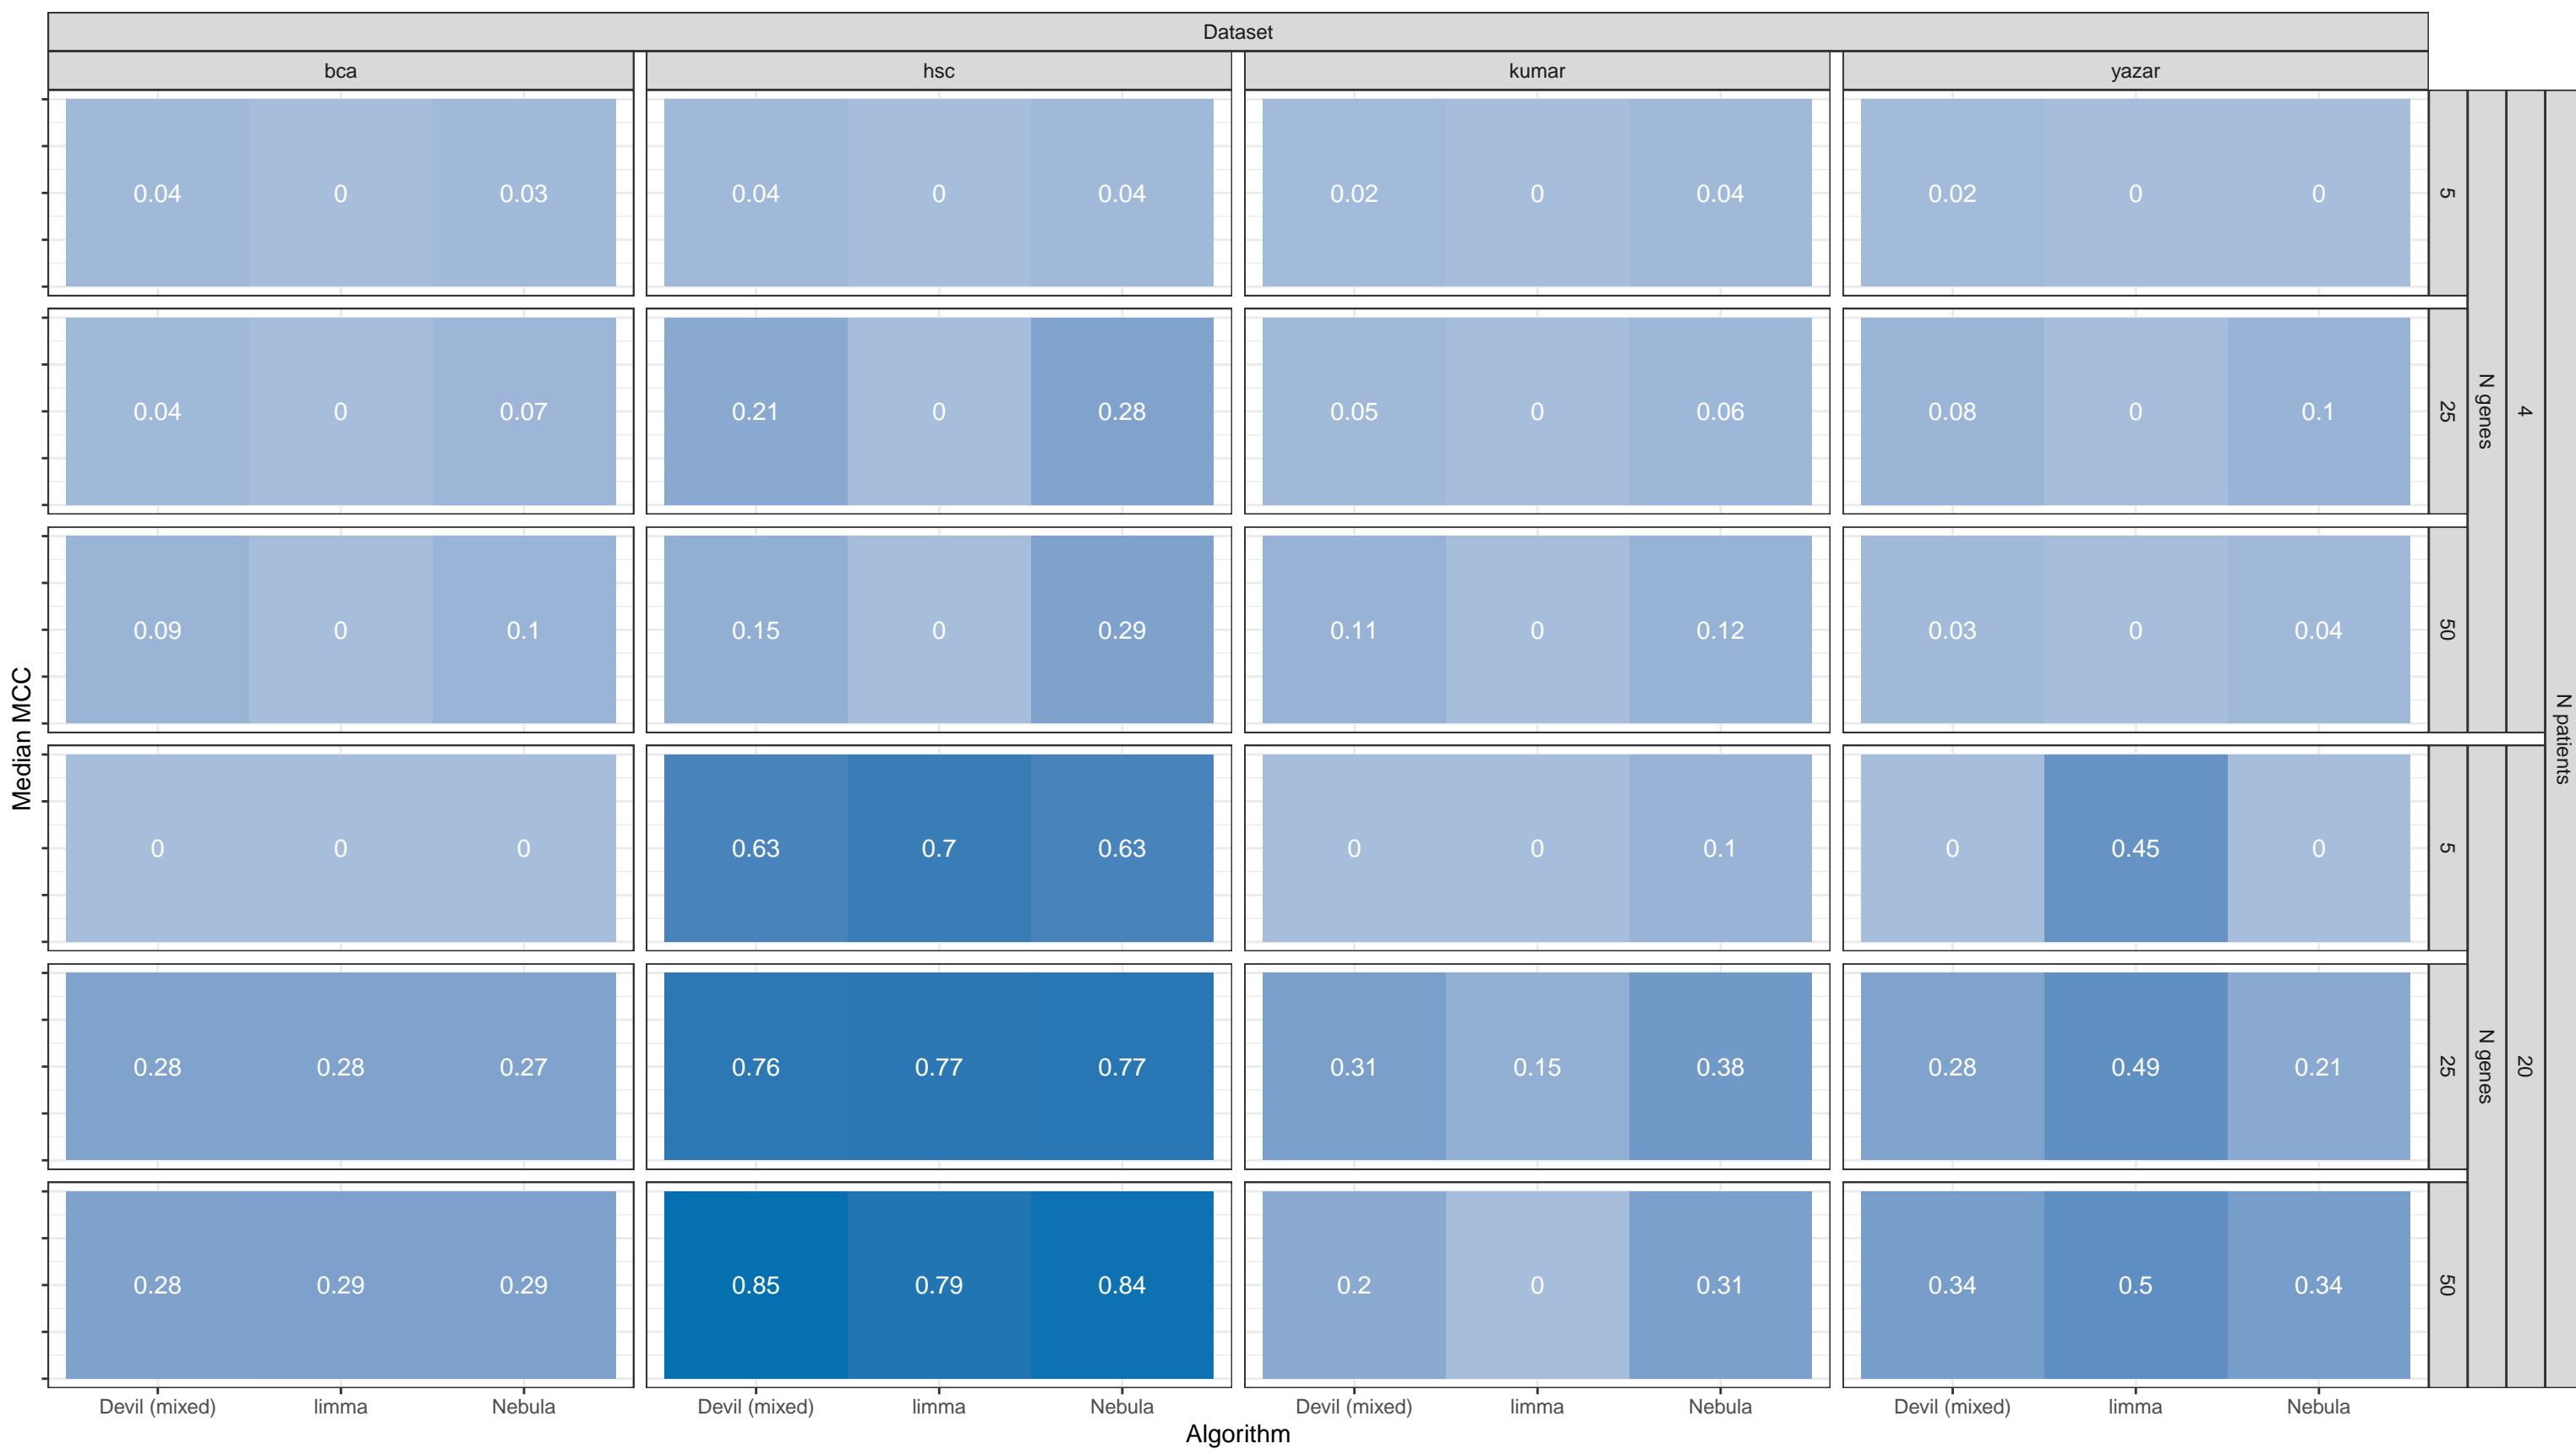 Dataset
bca hsc kumar yazar
0.04 0 0.03 0.04 0 0.04 0.02 0 0.04 0.02 0 0 5
0.04 0 0.07 0.21 0 0.28 0.05 0 0.06 0.08 0 0.1 25 N genes 4
0.09 0 0.1 0.15 0 0.29 0.11 0 0.12 0.03 0 0.04 50
Median MCC
N patients
0 0 0 0.63 0.7 0.63 0 0 0.1 0 0.45 0 5
0.28 0.28 0.27 0.76 0.77 0.77 0.31 0.15 0.38 0.28 0.49 0.21 25 N genes 20
0.28 0.29 0.29 0.85 0.79 0.84 0.2 0 0.31 0.34 0.5 0.34 50
Devil (mixed) limma Nebula Devil (mixed) limma Nebula Devil (mixed) limma Nebula Devil (mixed) limma Nebula
Algorithm